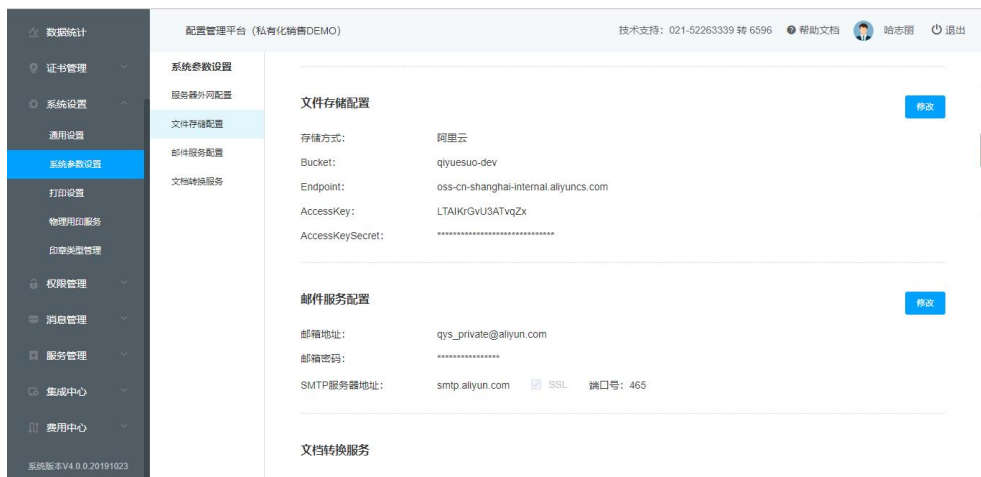 数据统计
配置管理平台（私有化销售DEMO）
技术支持：021-52263339 转 6596
帮助文档
哈志丽
退出
证书管理
系统设置
通用设置
系统参数设置
打印设置
物理用印服务
印章类型管理
权限管理
消息管理
服务管理
集成中心
费用中心
系统版本V4.0.0.20191023
系统参数设置
服务器外网配置
文件存储配置
邮件服务配置
文档转换服务
文件存储配置
修改
存储方式： 阿里云
Bucket： qiyuesuo-dev
Endpoint： oss-cn-shanghai-internal.aliyuncs.com
AccessKey： LTAIKrGvU3ATvqZx
AccessKeySecret： ******************************
邮件服务配置
修改
邮箱地址： qys_private@aliyun.com
邮箱密码： ****************
SMTP服务器地址： smtp.aliyun.com SSL 端口号：465
文档转换服务